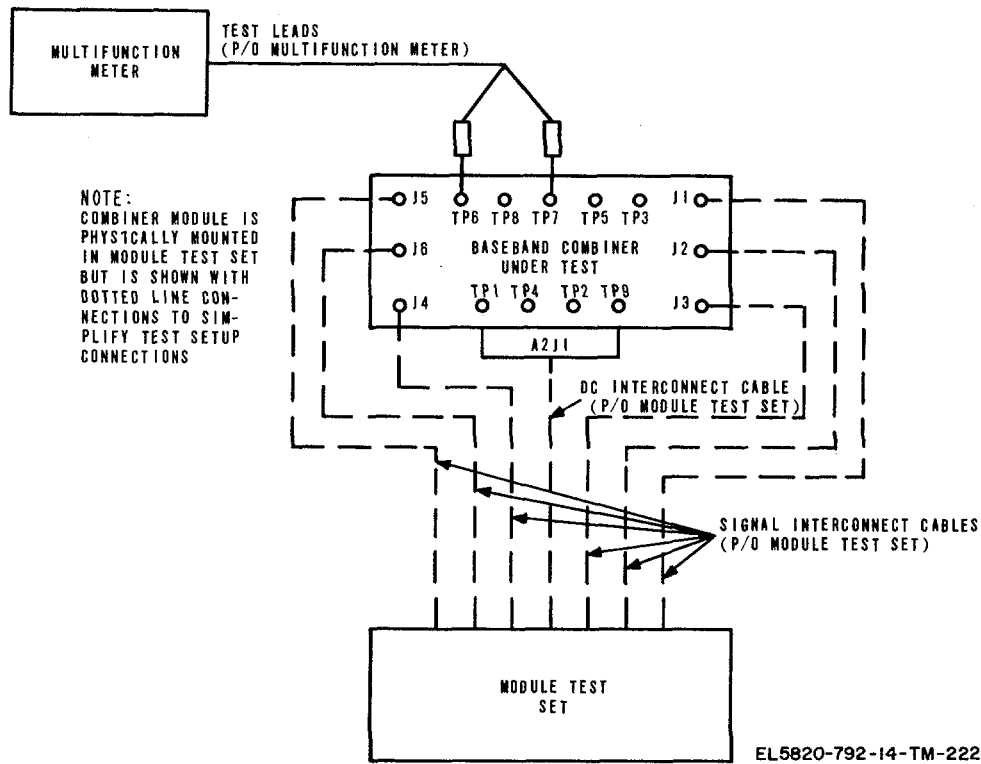 MULTIFUNCTION
METER
TEST LEADS
(P/O MULTIFUNCTION METER)
NOTE:
COMBINER MODULE IS
PHYSICALLY MOUNTED
IN MODULE TEST SET
BUT IS SHOWN WITH
DOTTED LINE CON-
NECTIONS TO SIM-
PLIFY TEST SETUP
CONNECTIONS
J5
TP6 TP8 TP7 TP5 TP3
J1
J6
BASEBAND COMBINER
UNDER TEST
J2
J4
TP1 TP4 TP2 TP9
J3
A2J1
DC INTERCONNECT CABLE
(P/O MODULE TEST SET)
SIGNAL INTERCONNECT CABLES
(P/O MODULE TEST SET)
MODULE TEST
SET
EL5820-792-14-TM-222